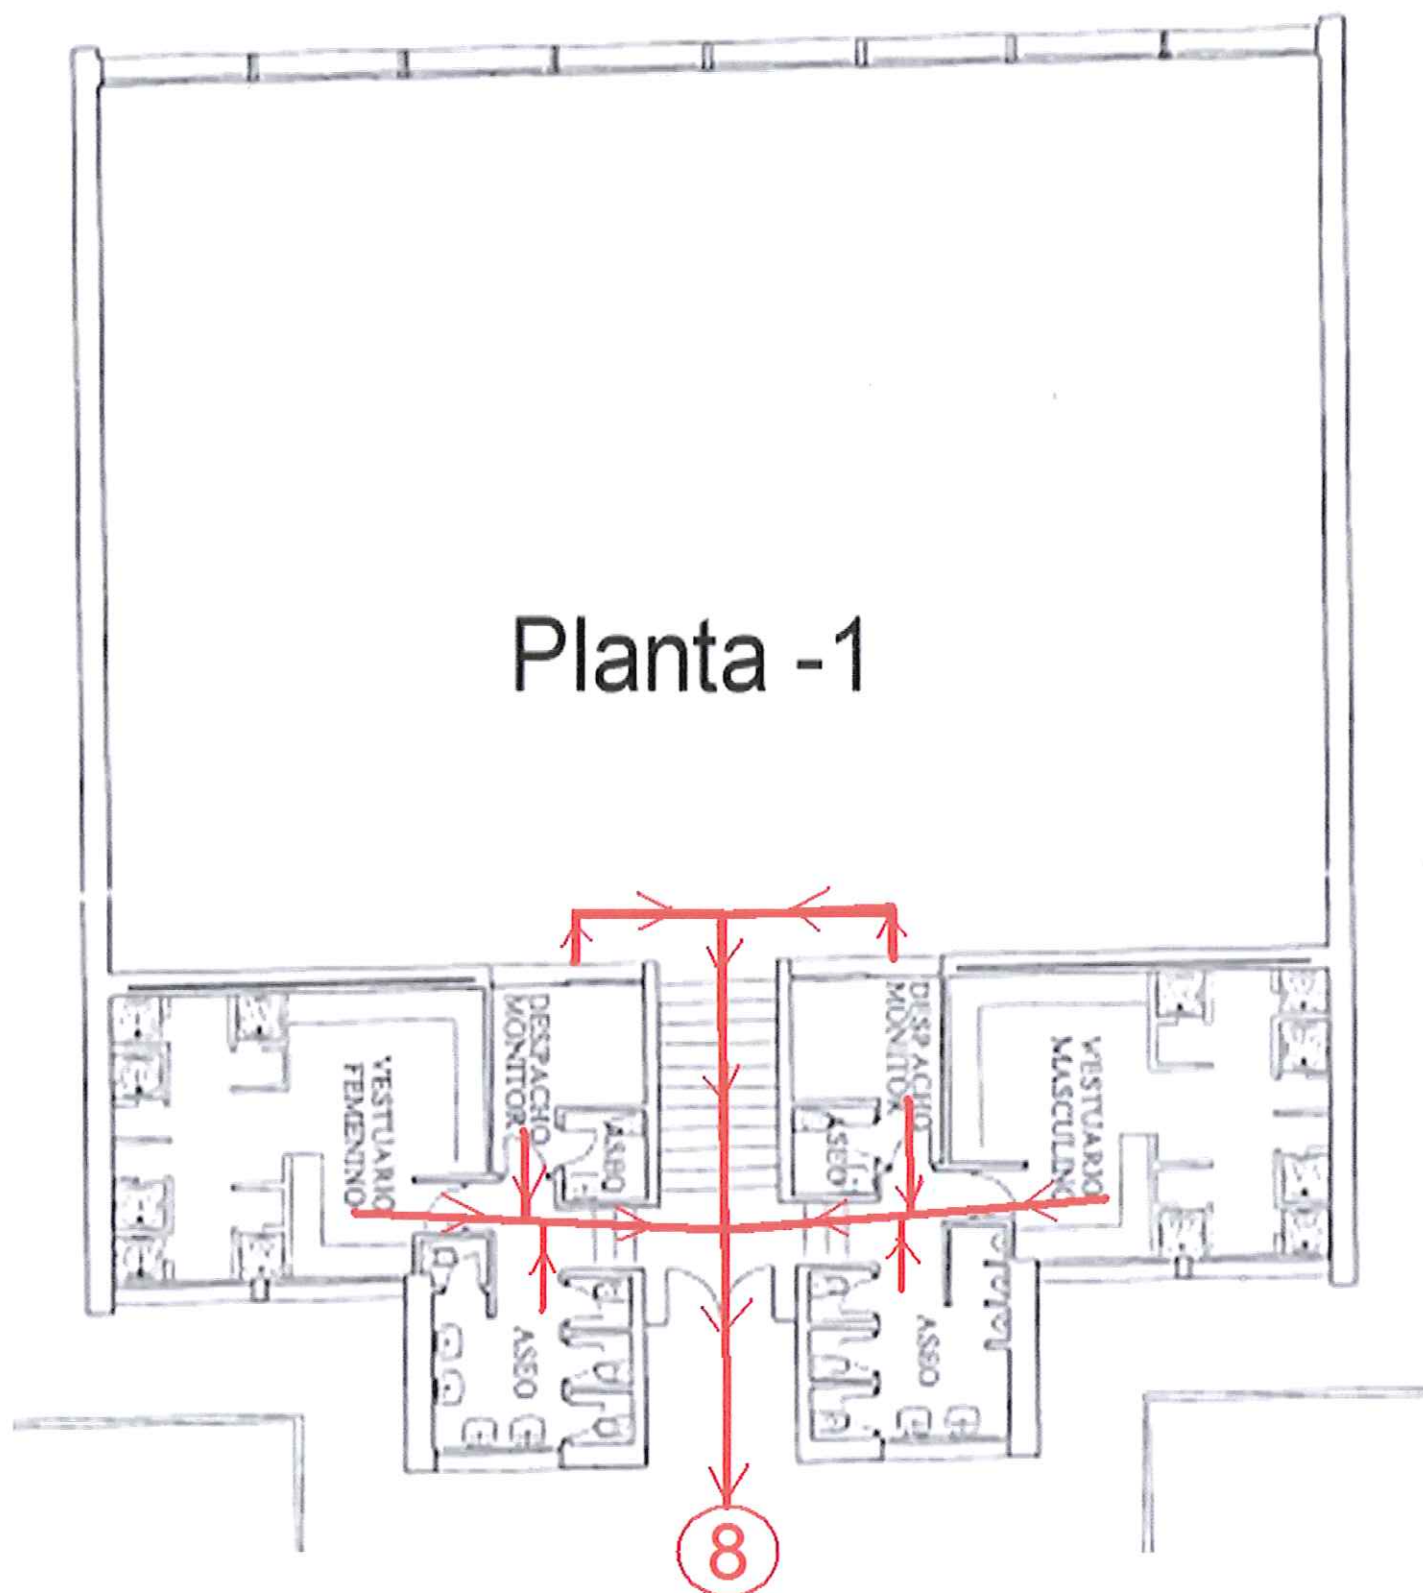 Planta -1
DESPACHO
MONITOR
DESPACHO
MONITOR
VESTUARIO
FEMENINO
VESTUARIO
MASCULINO
ASEO
ASEO
ASEO
ASEO
8